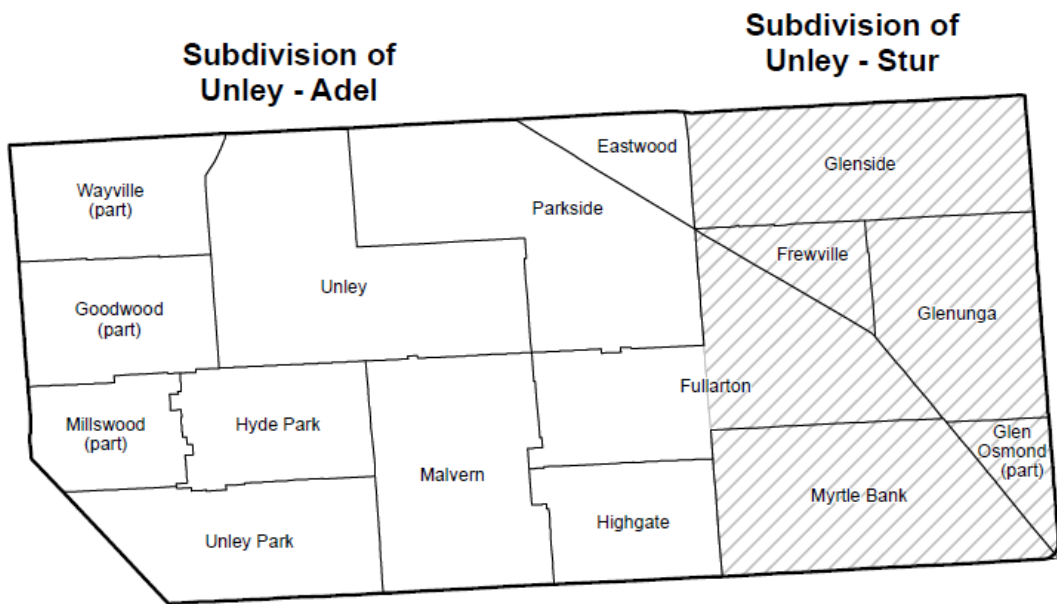 Subdivision of
Unley - Adel
Subdivision of
Unley - Stur
Eastwood
Glenside
Wayville
(part)
Parkside
Frewville
Unley
Goodwood
(part)
Glenunga
Fullarton
Millswood
(part)
Hyde Park
Glen
Osmond
(part)
Malvern
Myrtle Bank
Highgate
Unley Park